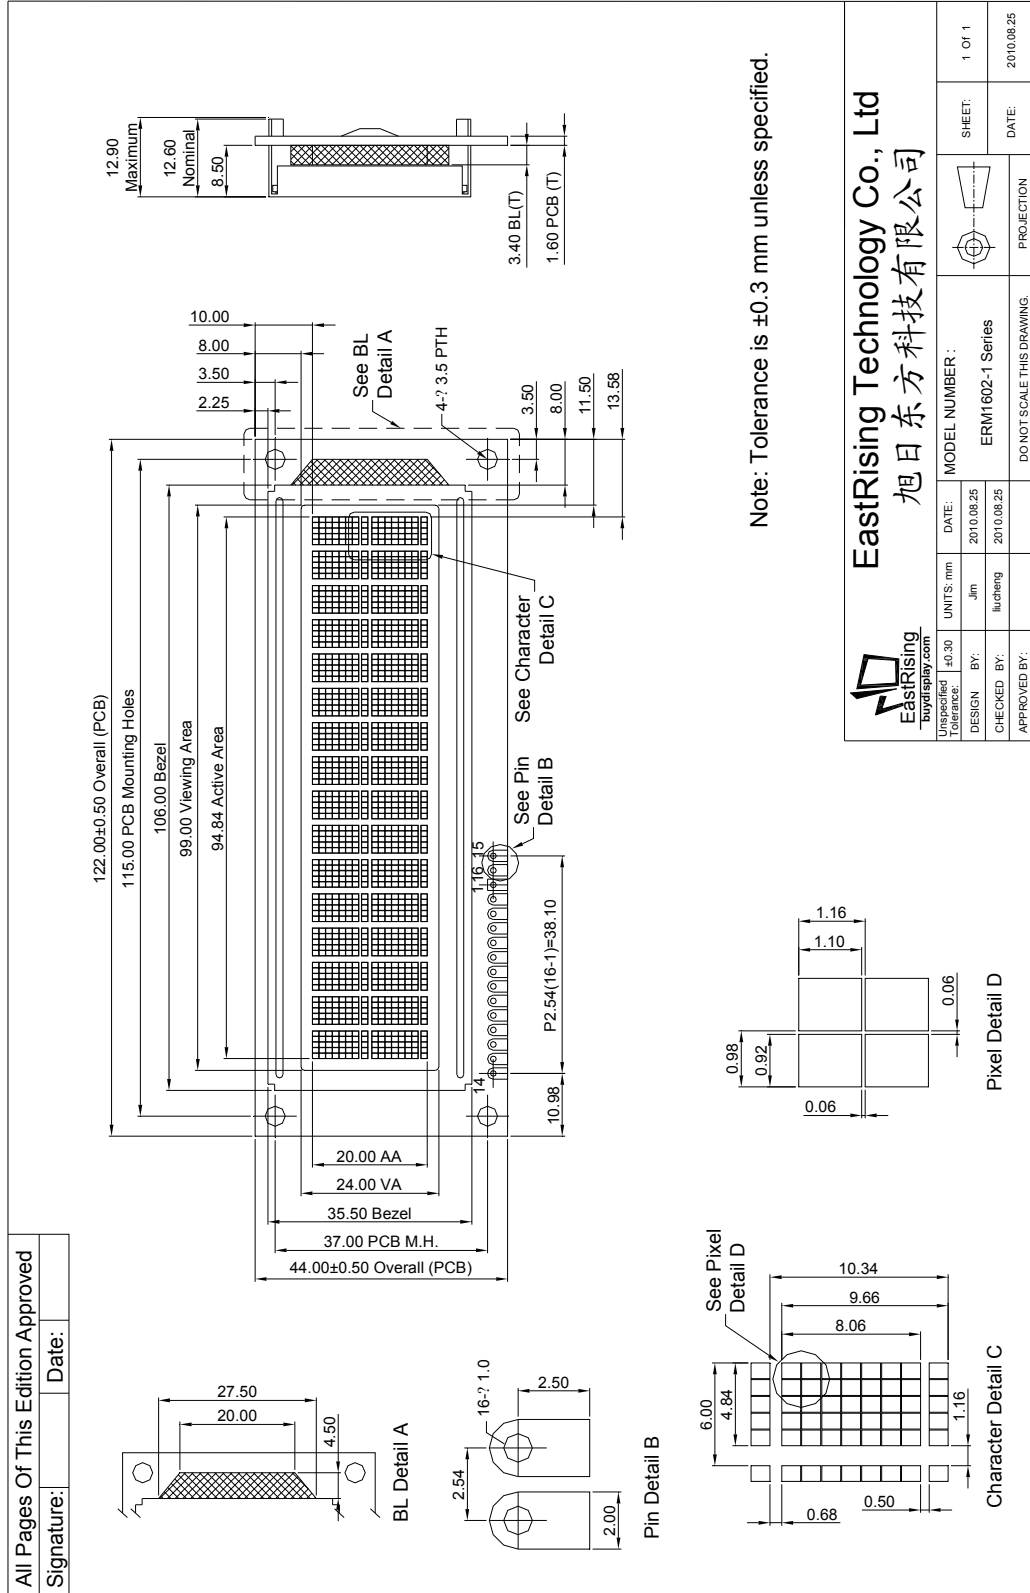 All Pages Of This Edition Approved
Signature:
Date:
122.00±0.50 Overall (PCB)
115.00 PCB Mounting Holes
106.00 Bezel
99.00 Viewing Area
94.84 Active Area
2.25
3.50
8.00
10.00
See BL
Detail A
4-? 3.5 PTH
3.50
8.00
11.50
13.58
12.90
Maximum
12.60
Nominal
8.50
3.40 BL(T)
1.60 PCB (T)
20.00 AA
24.00 VA
35.50 Bezel
37.00 PCB M.H.
44.00±0.50 Overall (PCB)
14
1
16
15
10.98
P2.54(16-1)=38.10
See Pin
Detail B
See Character
Detail C
27.50
20.00
4.50
BL Detail A
2.54
16-? 1.0
2.50
2.00
Pin Detail B
See Pixel
Detail D
10.34
9.66
8.06
6.00
4.84
1.16
0.50
0.68
Character Detail C
1.16
1.10
0.98
0.92
0.06
0.06
Pixel Detail D
Note: Tolerance is ±0.3 mm unless specified.
EastRising
buydisplay.com
EastRising Technology Co., Ltd
旭日东方科技有限公司
Unspecified Tolerance: ±0.30
UNITS: mm
DATE:
MODEL NUMBER :
ERM1602-1 Series
DESIGN BY: Jim 2010.08.25
CHECKED BY: liucheng 2010.08.25
APPROVED BY:
DO NOT SCALE THIS DRAWING.
PROJECTION
SHEET: 1 Of 1
DATE: 2010.08.25